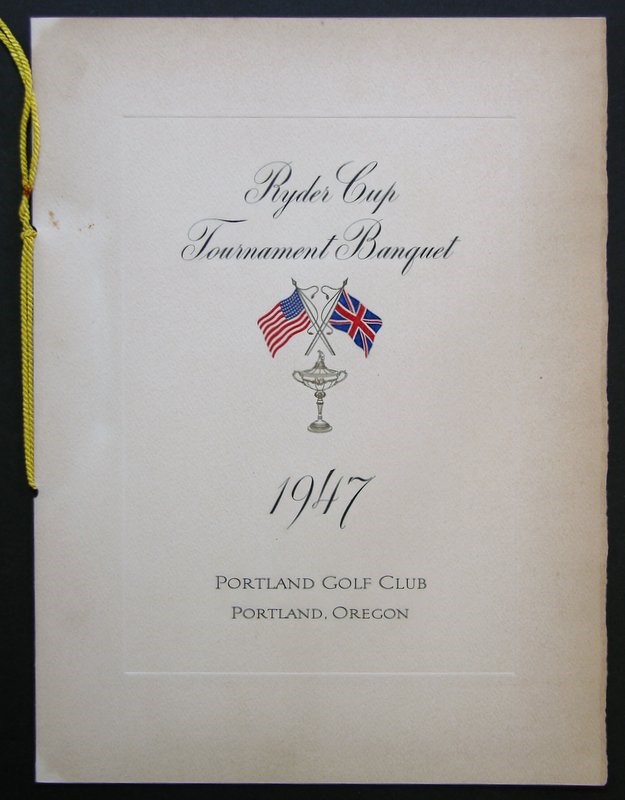 Ryder Cup
Tournament Banquet
1947
PORTLAND GOLF CLUB
PORTLAND, OREGON